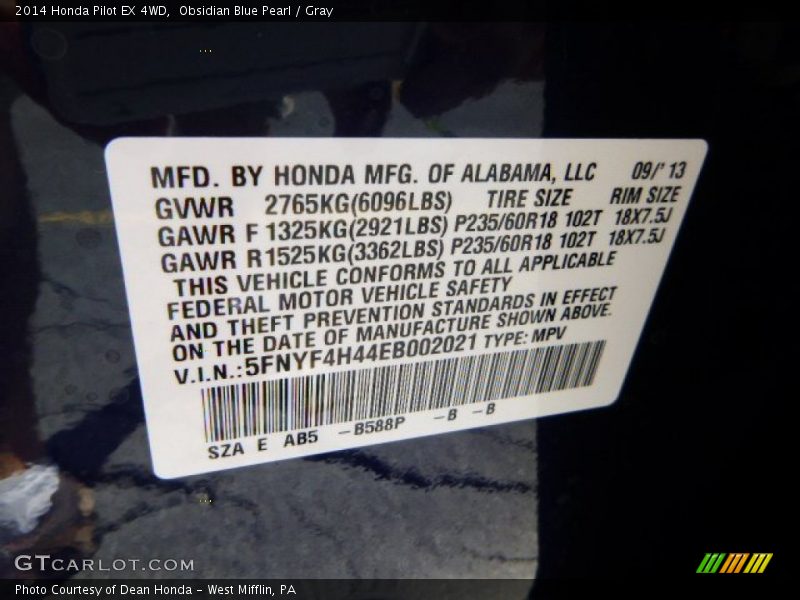 2014 Honda Pilot EX 4WD,  Obsidian Blue Pearl / Gray
MFD. BY HONDA MFG. OF ALABAMA, LLC 09/'13
GVWR 2765KG(6096LBS) TIRE SIZE RIM SIZE
GAWR F 1325KG(2921LBS) P235/60R18 102T 18X7.5J
GAWR R 1525KG(3362LBS) P235/60R18 102T 18X7.5J
THIS VEHICLE CONFORMS TO ALL APPLICABLE
FEDERAL MOTOR VEHICLE SAFETY
AND THEFT PREVENTION STANDARDS IN EFFECT
ON THE DATE OF MANUFACTURE SHOWN ABOVE.
V.I.N.:5FNYF4H44EB002021 TYPE: MPV
SZA E AB5 -B588P -B -B
GTCARLOT.COM
Photo Courtesy of Dean Honda - West Mifflin, PA